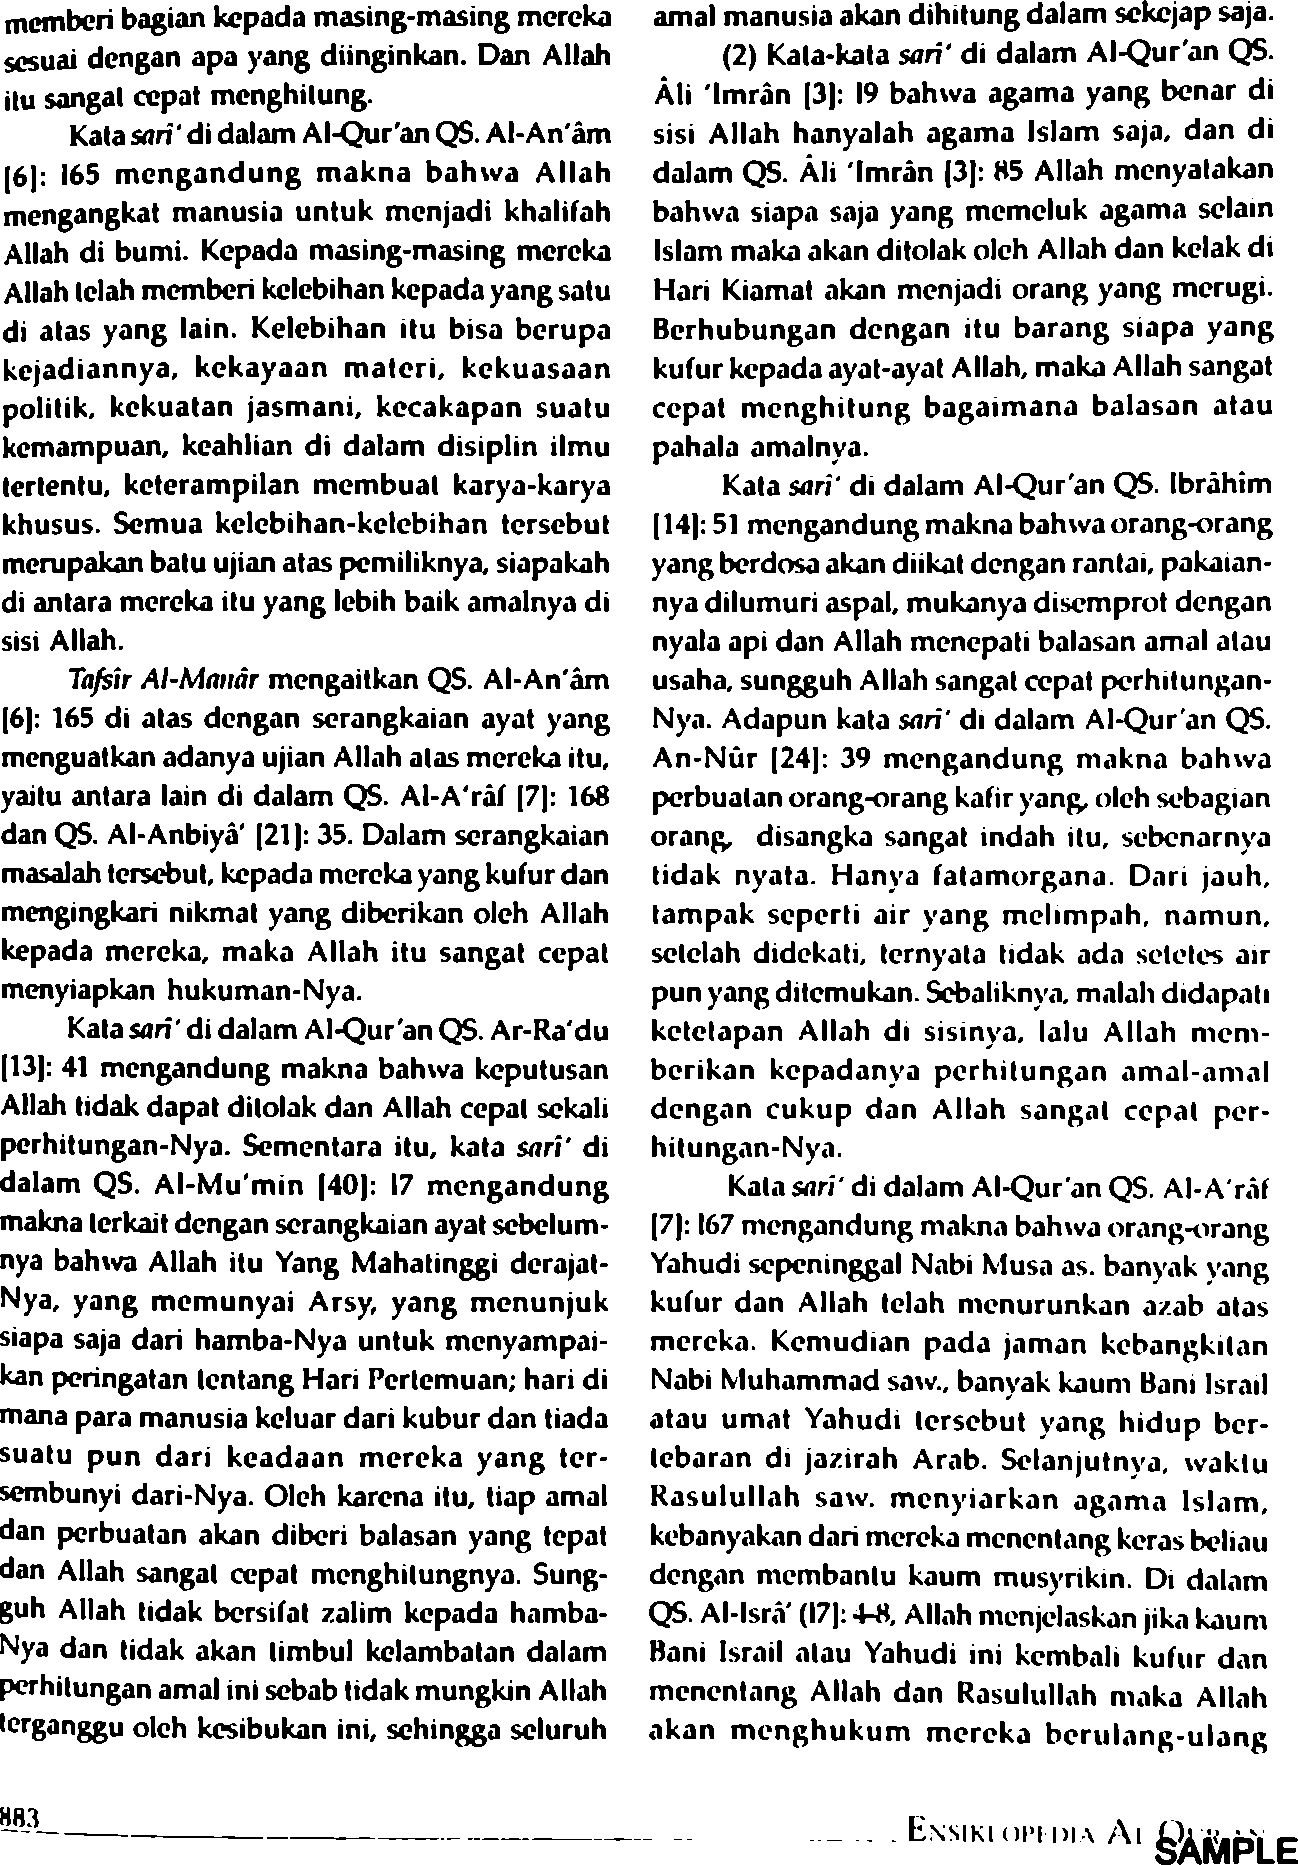 memberi bagian kepada masing-masing mereka
sesuai dengan apa yang diinginkan. Dan Allah
itu sangat cepat menghitung.
Kata sarî' di dalam Al-Qur'an QS. Al-An'âm
[6]: 165 mengandung makna bahwa Allah
mengangkat manusia untuk menjadi khalifah
Allah di bumi. Kepada masing-masing mereka
Allah telah memberi kelebihan kepada yang satu
di atas yang lain. Kelebihan itu bisa berupa
kejadiannya, kekayaan materi, kekuasaan
politik, kekuatan jasmani, kecakapan suatu
kemampuan, keahlian di dalam disiplin ilmu
tertentu, keterampilan membuat karya-karya
khusus. Semua kelebihan-kelebihan tersebut
merupakan batu ujian atas pemiliknya, siapakah
di antara mereka itu yang lebih baik amalnya di
sisi Allah.
Tafsîr Al-Manâr mengaitkan QS. Al-An'âm
[6]: 165 di atas dengan serangkaian ayat yang
menguatkan adanya ujian Allah atas mereka itu,
yaitu antara lain di dalam QS. Al-A'râf [7]: 168
dan QS. Al-Anbiyâ' [21]: 35. Dalam serangkaian
masalah tersebut, kepada mereka yang kufur dan
mengingkari nikmat yang diberikan oleh Allah
kepada mereka, maka Allah itu sangat cepat
menyiapkan hukuman-Nya.
Kata sarî' di dalam Al-Qur'an QS. Ar-Ra'du
[13]: 41 mengandung makna bahwa keputusan
Allah tidak dapat ditolak dan Allah cepat sekali
perhitungan-Nya. Sementara itu, kata sarî' di
dalam QS. Al-Mu'min [40]: 17 mengandung
makna terkait dengan serangkaian ayat sebelum-
nya bahwa Allah itu Yang Mahatinggi derajat-
Nya, yang memunyai Arsy, yang menunjuk
siapa saja dari hamba-Nya untuk menyampai-
kan peringatan tentang Hari Pertemuan; hari di
mana para manusia keluar dari kubur dan tiada
suatu pun dari keadaan mereka yang ter-
sembunyi dari-Nya. Oleh karena itu, tiap amal
dan perbuatan akan diberi balasan yang tepat
dan Allah sangat cepat menghitungnya. Sung-
guh Allah tidak bersifat zalim kepada hamba-
Nya dan tidak akan timbul kelambatan dalam
perhitungan amal ini sebab tidak mungkin Allah
terganggu oleh kesibukan ini, sehingga seluruh
amal manusia akan dihitung dalam sekejap saja.
(2) Kata-kata sarî' di dalam Al-Qur'an QS.
Âli 'Imrân [3]: 19 bahwa agama yang benar di
sisi Allah hanyalah agama Islam saja, dan di
dalam QS. Âli 'Imrân [3]: 85 Allah menyatakan
bahwa siapa saja yang memeluk agama selain
Islam maka akan ditolak oleh Allah dan kelak di
Hari Kiamat akan menjadi orang yang merugi.
Berhubungan dengan itu barang siapa yang
kufur kepada ayat-ayat Allah, maka Allah sangat
cepat menghitung bagaimana balasan atau
pahala amalnya.
Kata sarî' di dalam Al-Qur'an QS. Ibrâhîm
[14]: 51 mengandung makna bahwa orang-orang
yang berdosa akan diikat dengan rantai, pakaian-
nya dilumuri aspal, mukanya disemprot dengan
nyala api dan Allah menepati balasan amal atau
usaha, sungguh Allah sangat cepat perhitungan-
Nya. Adapun kata sarî' di dalam Al-Qur'an QS.
An-Nûr [24]: 39 mengandung makna bahwa
perbuatan orang-orang kafir yang, oleh sebagian
orang, disangka sangat indah itu, sebenarnya
tidak nyata. Hanya fatamorgana. Dari jauh,
tampak seperti air yang melimpah, namun,
setelah didekati, ternyata tidak ada setetes air
pun yang ditemukan. Sebaliknya, malah didapati
ketetapan Allah di sisinya, lalu Allah mem-
berikan kepadanya perhitungan amal-amal
dengan cukup dan Allah sangat cepat per-
hitungan-Nya.
Kata sarî' di dalam Al-Qur'an QS. Al-A'râf
[7]: 167 mengandung makna bahwa orang-orang
Yahudi sepeninggal Nabi Musa as. banyak yang
kufur dan Allah telah menurunkan azab atas
mereka. Kemudian pada jaman kebangkitan
Nabi Muhammad saw., banyak kaum Bani Israil
atau umat Yahudi tersebut yang hidup ber-
tebaran di jazirah Arab. Selanjutnya, waktu
Rasulullah saw. menyiarkan agama Islam,
kebanyakan dari mereka menentang keras beliau
dengan membantu kaum musyrikin. Di dalam
QS. Al-Isrâ' (17]: 4-8, Allah menjelaskan jika kaum
Bani Israil atau Yahudi ini kembali kufur dan
menentang Allah dan Rasulullah maka Allah
akan menghukum mereka berulang-ulang
883
ENSIKLOPEDIA AL
SAMPLE